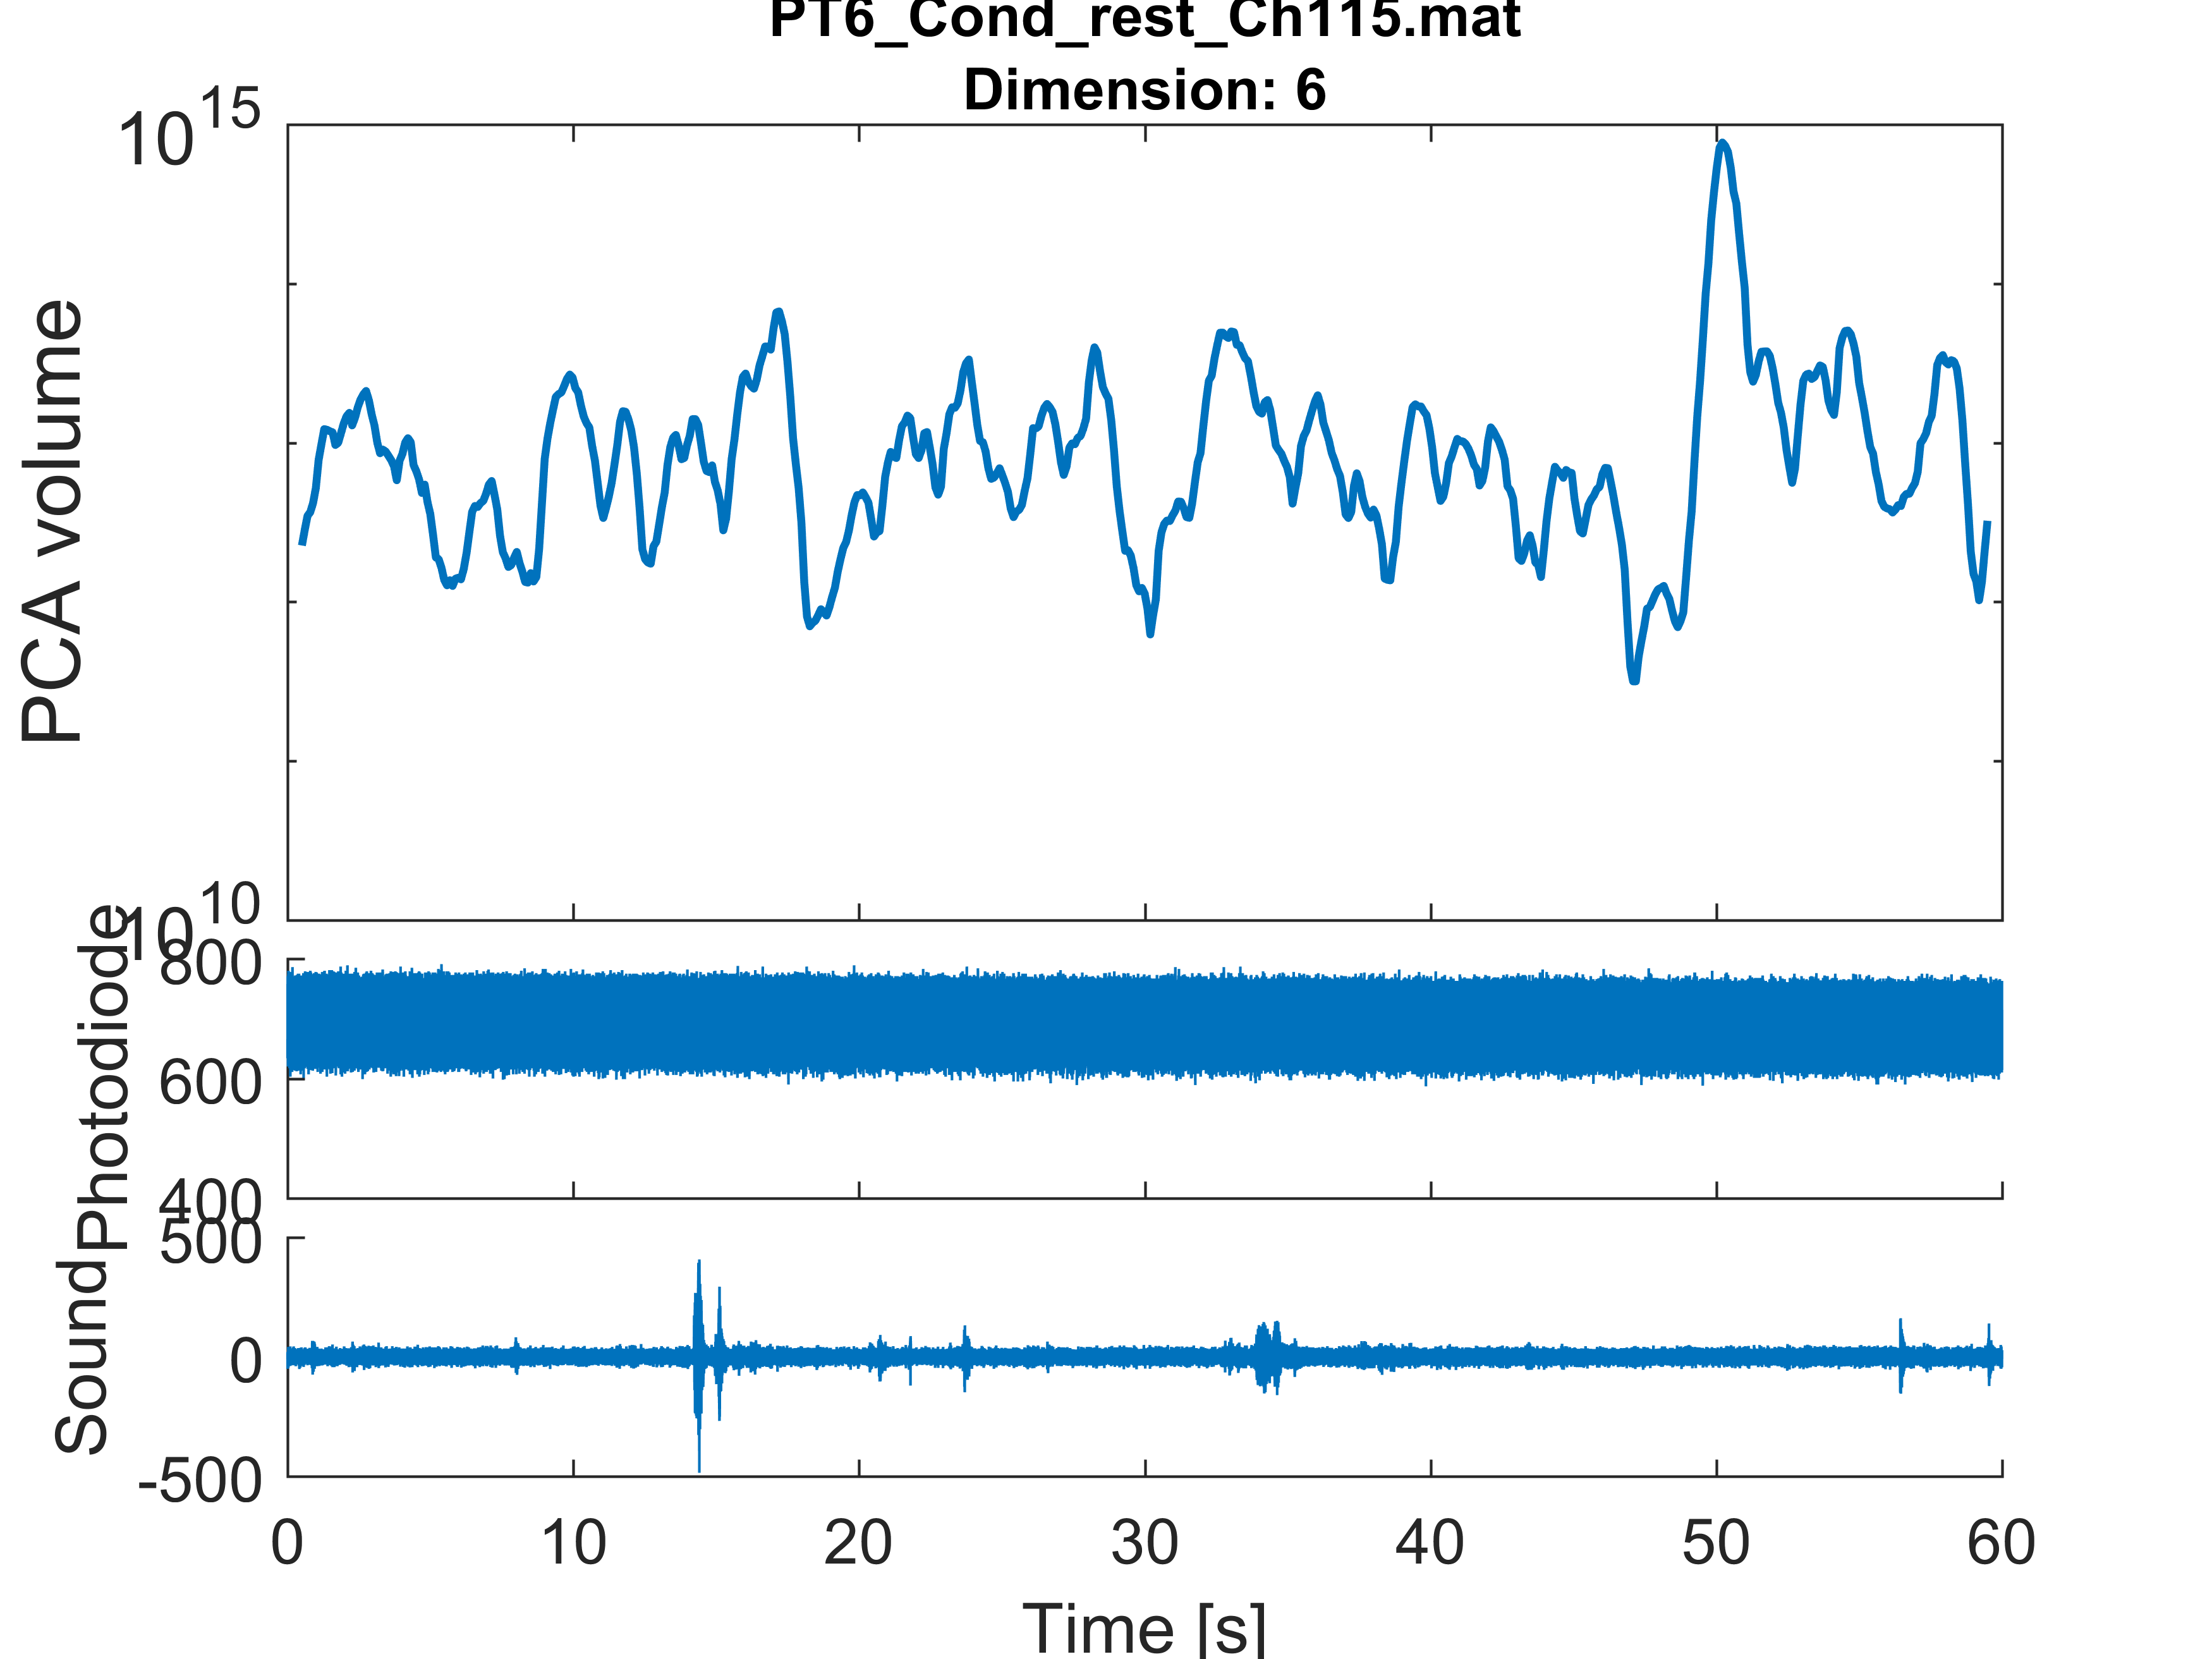 PT6_Cond_rest_Ch115.mat
Dimension: 6
10^15
PCA volume
10^10
800
Photodiode
600
400
500
Sound
0
-500
0 10 20 30 40 50 60
Time [s]